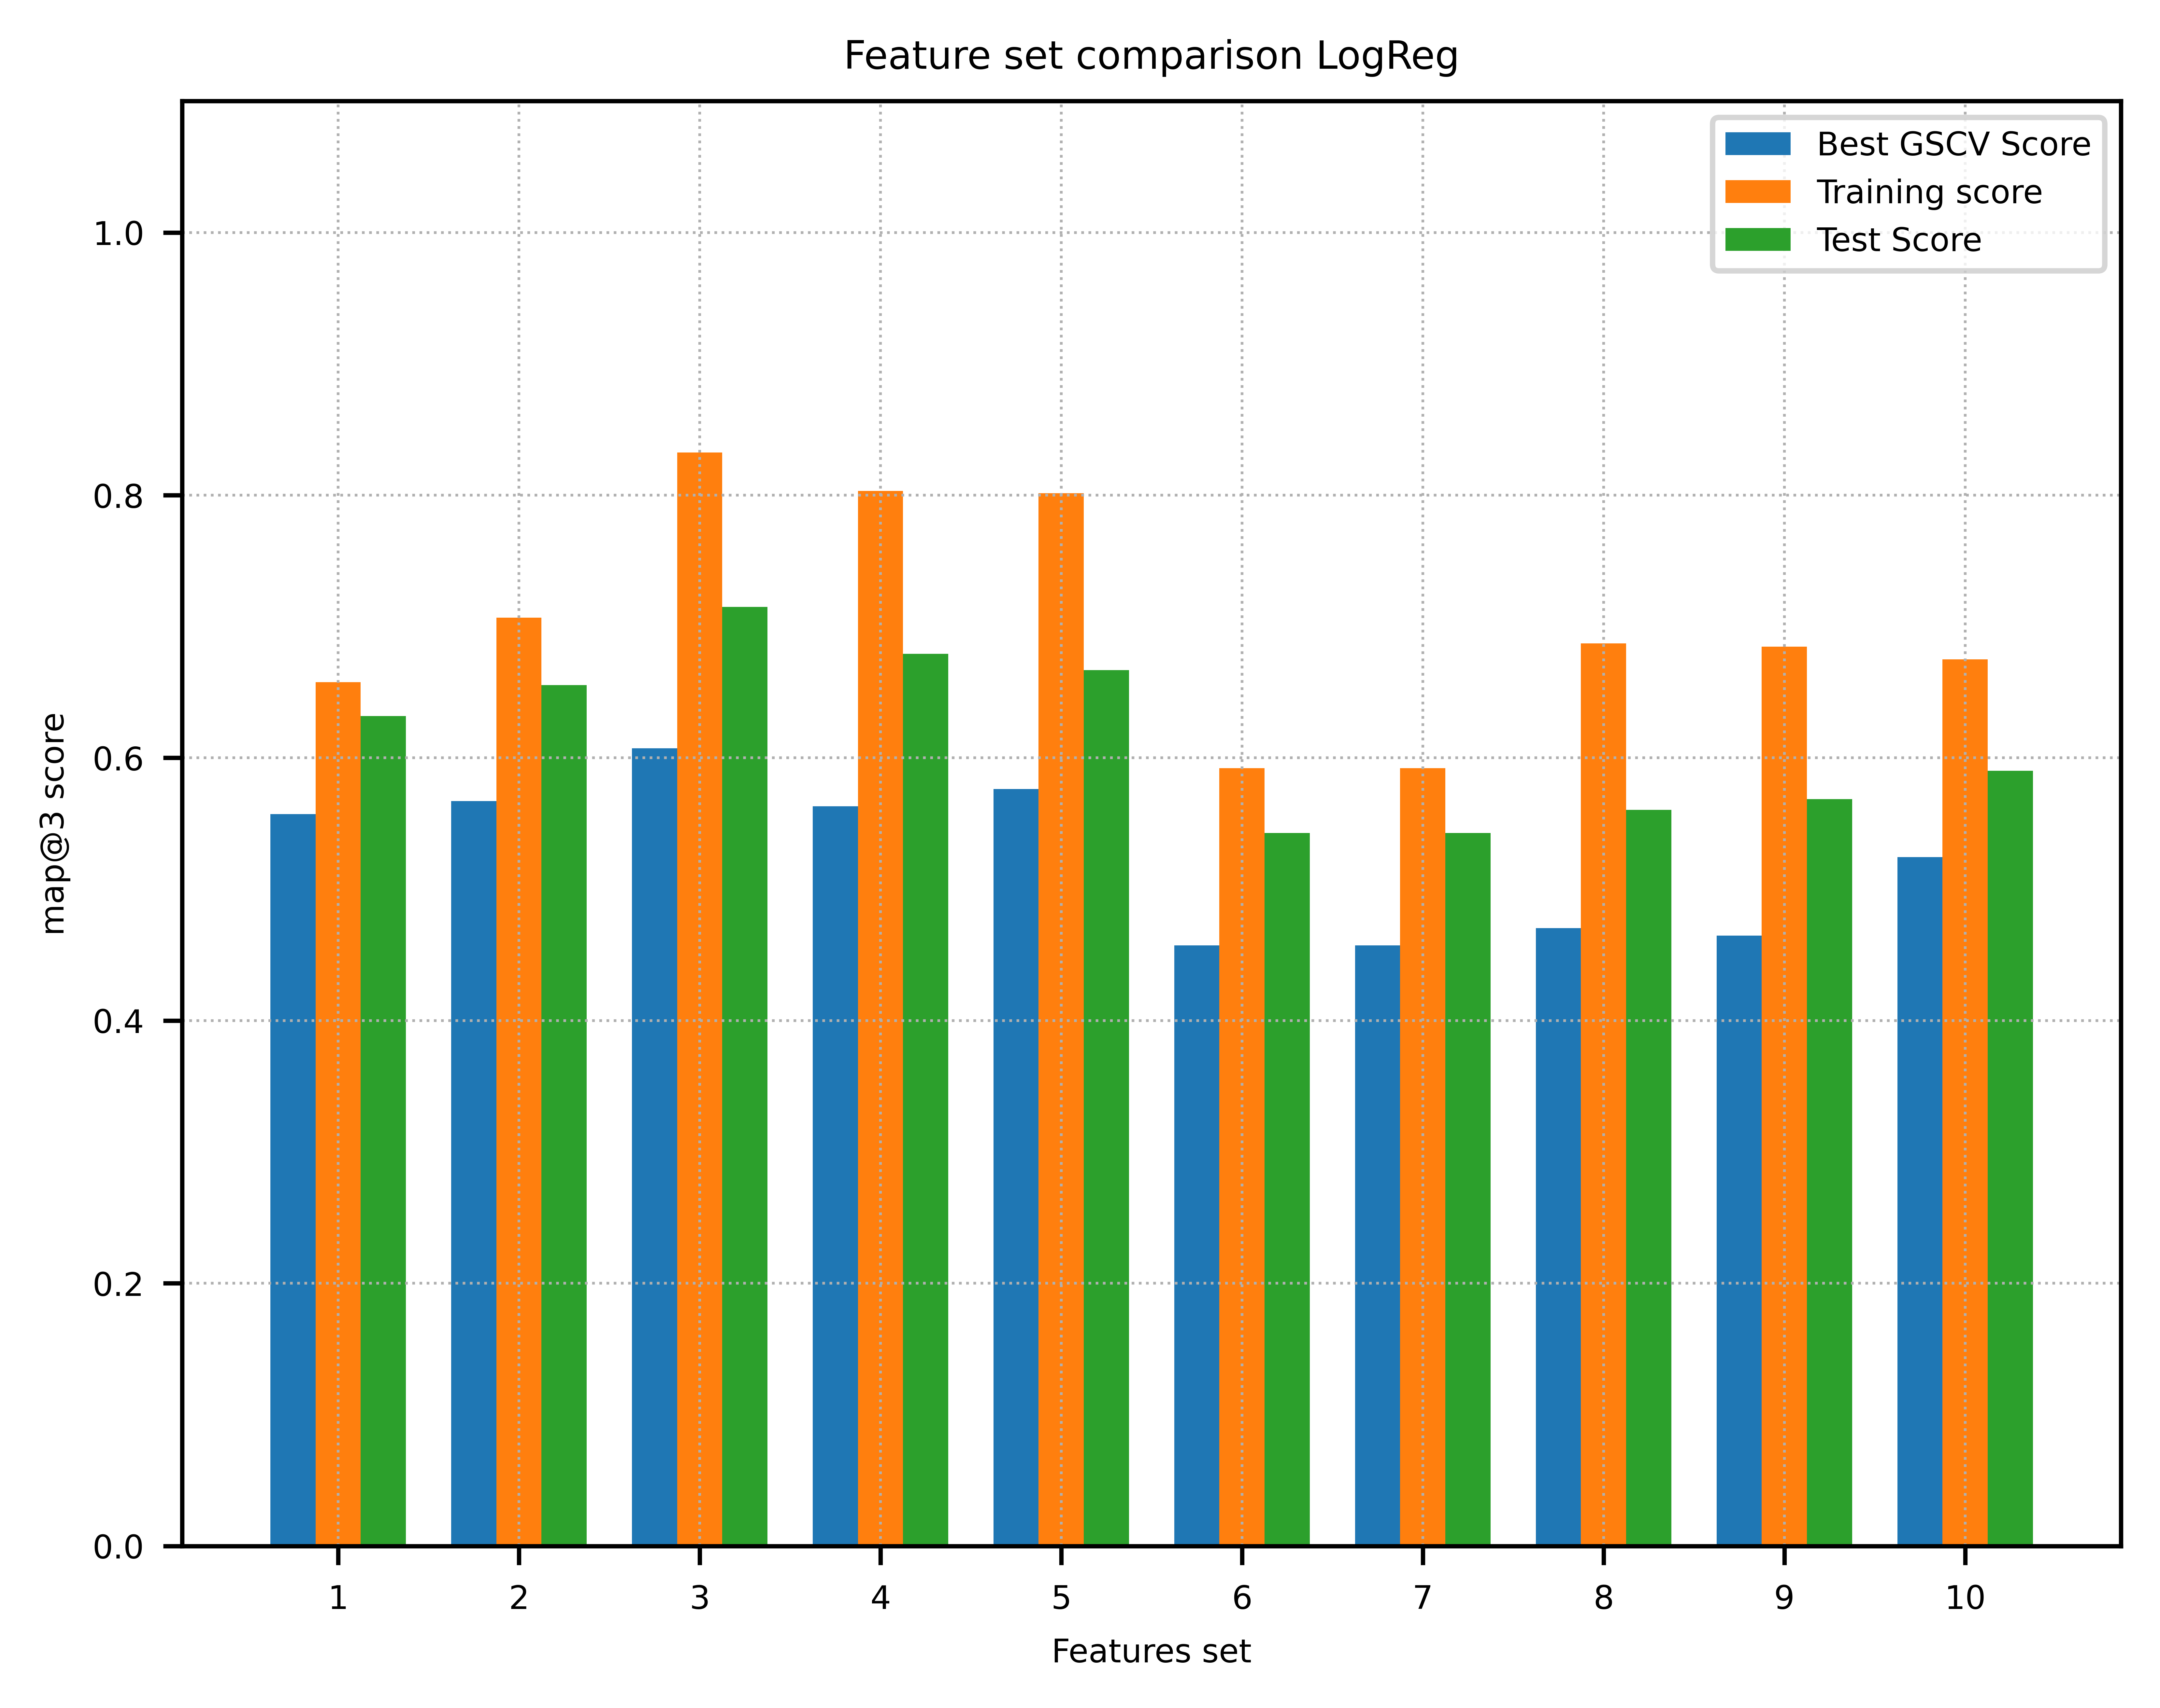 Feature set comparison LogReg
Best GSCV Score
Training score
Test Score
map@3 score
1.0
0.8
0.6
0.4
0.2
0.0
1 2 3 4 5 6 7 8 9 10
Features set